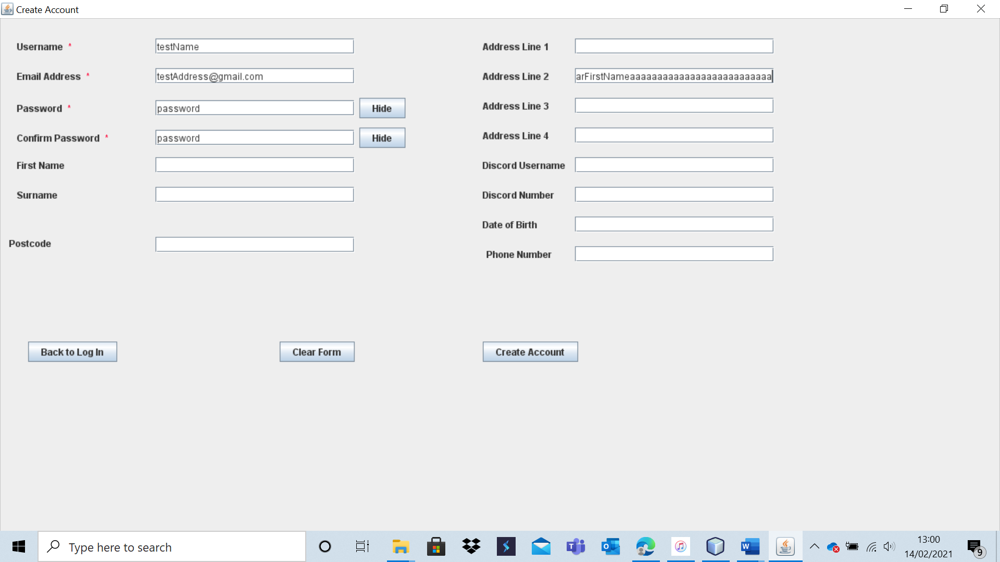 Create Account
Username *
testName
Email Address *
testAddress@gmail.com
Password *
password
Hide
Confirm Password *
password
Hide
First Name
Surname
Postcode
Address Line 1
Address Line 2
arFirstNameaaaaaaaaaaaaaaaaaaaaaaaaaa
Address Line 3
Address Line 4
Discord Username
Discord Number
Date of Birth
Phone Number
Back to Log In
Clear Form
Create Account
Type here to search
13:00
14/02/2021
9